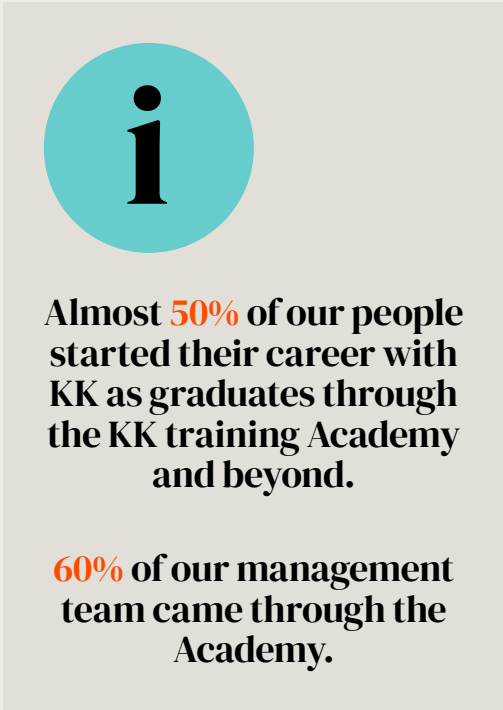 i
Almost 50% of our people
started their career with
KK as graduates through
the KK training Academy
and beyond.
60% of our management
team came through the
Academy.